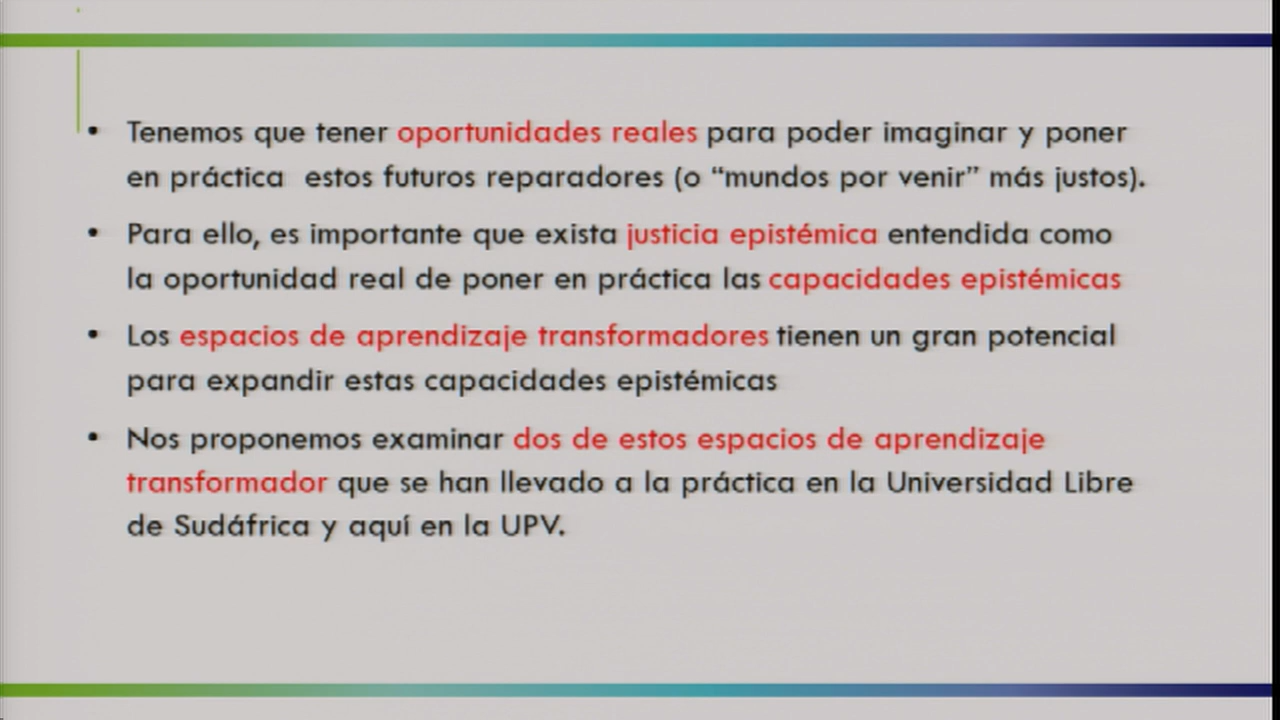 • Tenemos que tener oportunidades reales para poder imaginar y poner
en práctica estos futuros reparadores (o “mundos por venir” más justos).
• Para ello, es importante que exista justicia epistémica entendida como
la oportunidad real de poner en práctica las capacidades epistémicas
• Los espacios de aprendizaje transformadores tienen un gran potencial
para expandir estas capacidades epistémicas
• Nos proponemos examinar dos de estos espacios de aprendizaje
transformador que se han llevado a la práctica en la Universidad Libre
de Sudáfrica y aquí en la UPV.